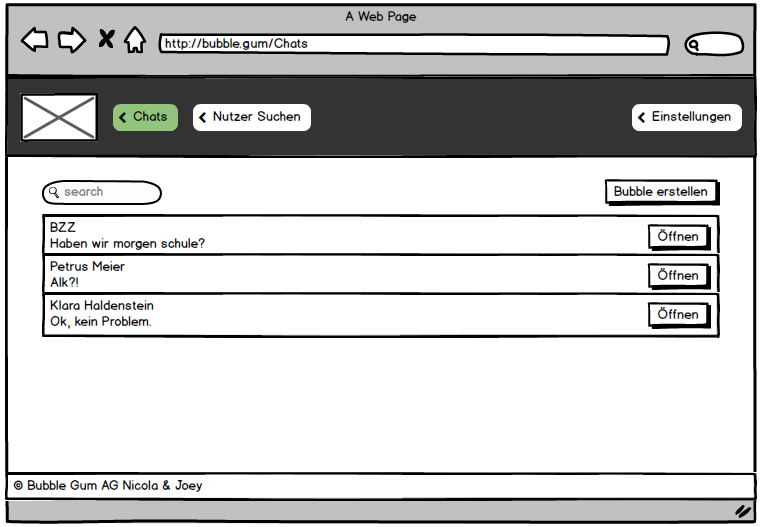 A Web Page
http://bubble.gum/Chats
Chats
Nutzer Suchen
Einstellungen
search
Bubble erstellen
BZZ
Haben wir morgen schule?
Öffnen
Petrus Meier
Alk?!
Öffnen
Klara Haldenstein
Ok, kein Problem.
Öffnen
© Bubble Gum AG Nicola & Joey